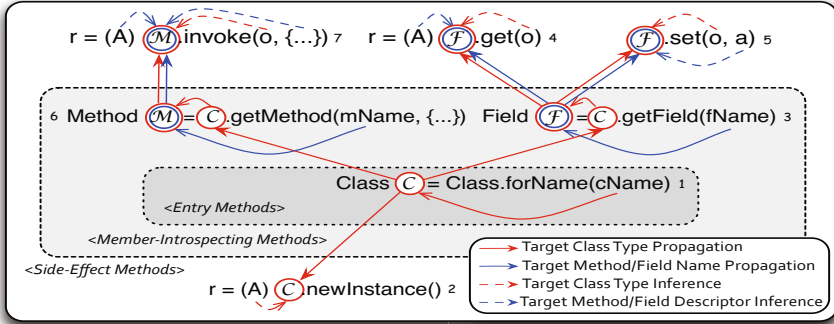 r = (A) ℳ.invoke(o, {...}) 7
r = (A) ℱ.get(o) 4
ℱ.set(o, a) 5
6 Method ℳ = C.getMethod(mName, {...})
Field ℱ = C.getField(fName) 3
Class C = Class.forName(cName) 1
<Entry Methods>
<Member-Introspecting Methods>
<Side-Effect Methods>
r = (A) C.newInstance() 2
Target Class Type Propagation
Target Method/Field Name Propagation
Target Class Type Inference
Target Method/Field Descriptor Inference